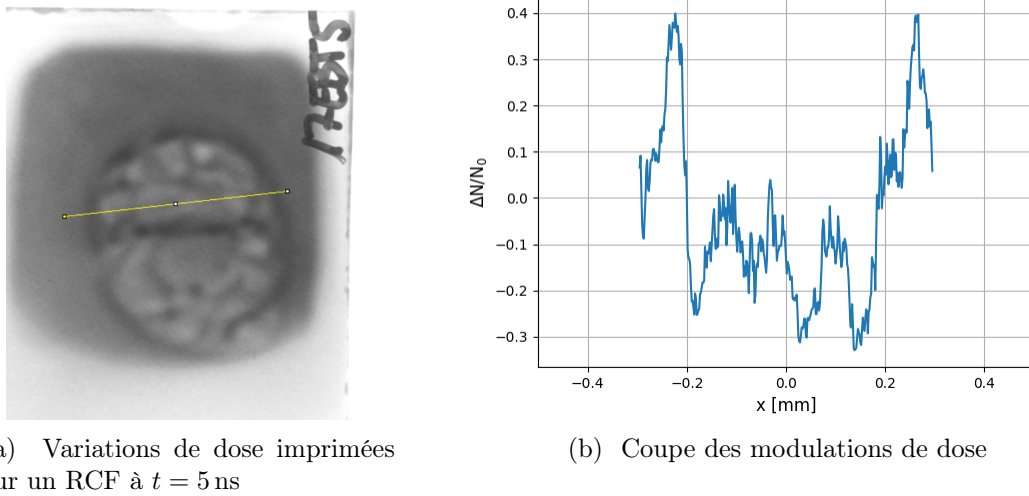 0.4
0.3
0.2
0.1
0.0
−0.1
−0.2
−0.3
ΔN/N₀
−0.4
−0.2
0.0
0.2
0.4
x [mm]
a) Variations de dose imprimées
ur un RCF à t = 5 ns
(b) Coupe des modulations de dose